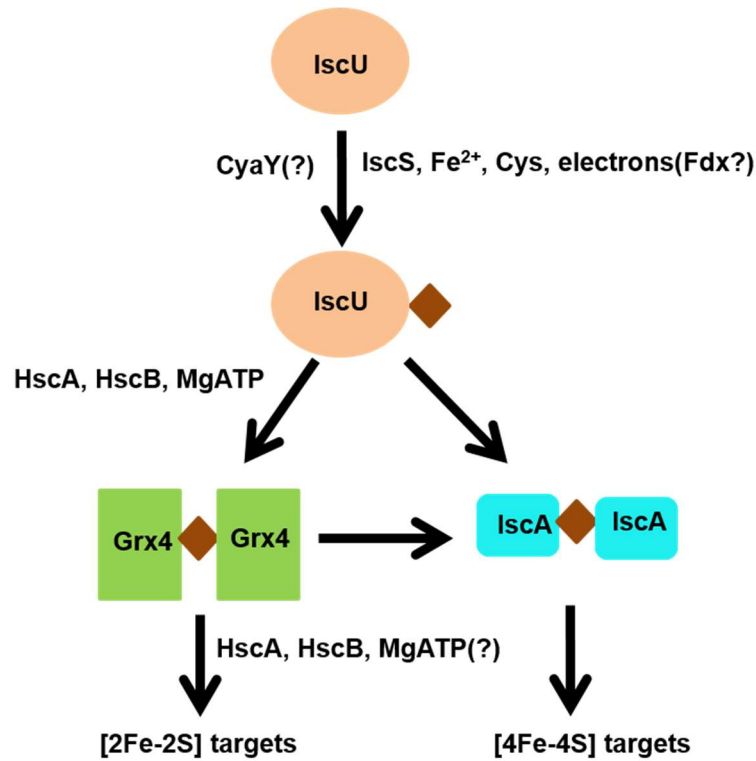 IscU
CyaY(?)
IscS, Fe²⁺, Cys, electrons(Fdx?)
IscU
HscA, HscB, MgATP
Grx4
Grx4
IscA
IscA
HscA, HscB, MgATP(?)
[2Fe-2S] targets
[4Fe-4S] targets